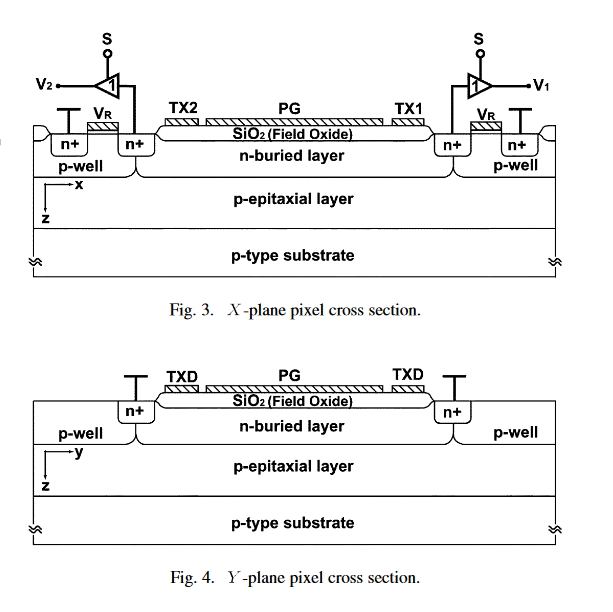 S S
V2 1 1 V1
VR TX2 PG TX1 VR
SiO2 (Field Oxide)
n+ n+ n+ n+
n-buried layer
p-well p-well
x
p-epitaxial layer
z
p-type substrate
Fig. 3. X-plane pixel cross section.
TXD PG TXD
SiO2 (Field Oxide)
n+ n+
n-buried layer
p-well p-well
y
p-epitaxial layer
z
p-type substrate
Fig. 4. Y-plane pixel cross section.